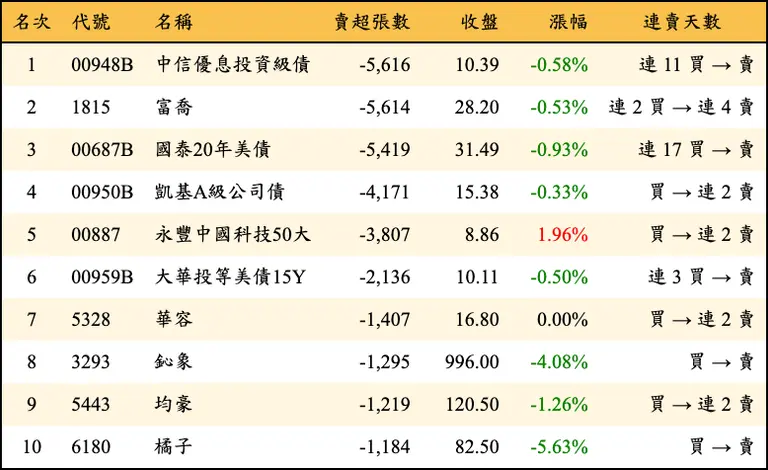 名次 代號 名稱 賣超張數 收盤 漲幅 連賣天數
1 00948B 中信優息投資級債 -5,616 10.39 -0.58% 連 11 買 → 賣
2 1815 富喬 -5,614 28.20 -0.53% 連 2 買 → 連 4 賣
3 00687B 國泰20年美債 -5,419 31.49 -0.93% 連 17 買 → 賣
4 00950B 凱基A級公司債 -4,171 15.38 -0.33% 買 → 連 2 賣
5 00887 永豐中國科技50大 -3,807 8.86 1.96% 買 → 連 2 賣
6 00959B 大華投等美債15Y -2,136 10.11 -0.50% 連 3 買 → 賣
7 5328 華容 -1,407 16.80 0.00% 買 → 連 2 賣
8 3293 鈊象 -1,295 996.00 -4.08% 買 → 賣
9 5443 均豪 -1,219 120.50 -1.26% 買 → 連 2 賣
10 6180 橘子 -1,184 82.50 -5.63% 買 → 賣